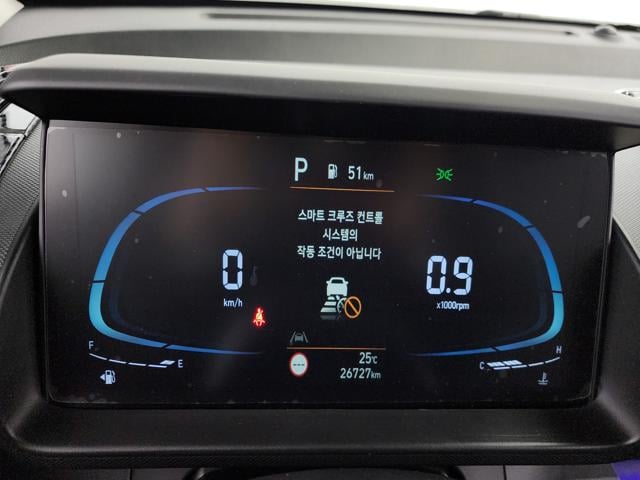 P 51km
스마트 크루즈 컨트롤
시스템의
작동 조건이 아닙니다
0
km/h
0.9
x1000rpm
F E
C H
25℃
26727km